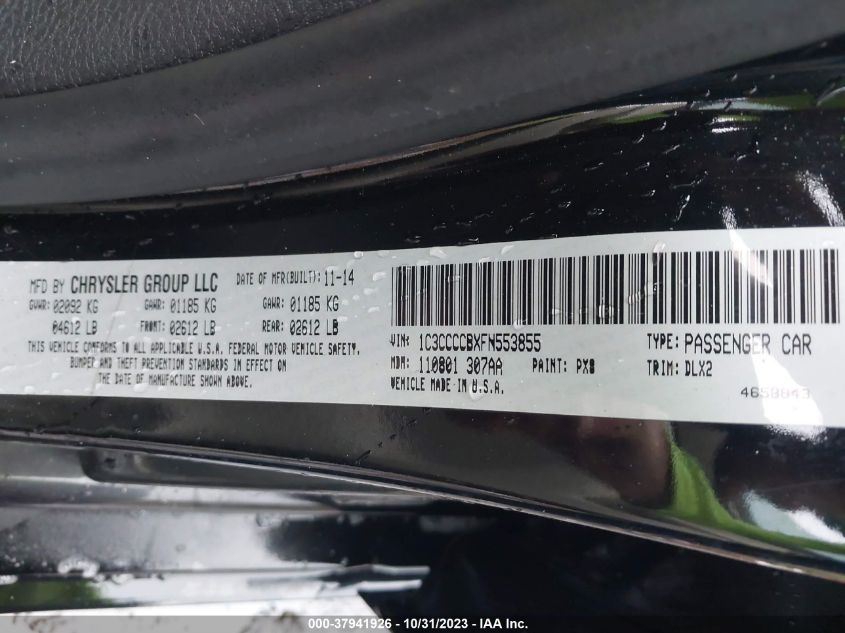 MFD BY CHRYSLER GROUP LLC DATE OF MFR(BUILT): 11-14
GVWR: 02092 KG GAWR: 01185 KG GAWR: 01185 KG
04612 LB FRONT: 02612 LB REAR: 02612 LB
THIS VEHICLE CONFORMS TO ALL APPLICABLE U.S.A. FEDERAL MOTOR VEHICLE SAFETY,
BUMPER AND THEFT PREVENTION STANDARDS IN EFFECT ON
THE DATE OF MANUFACTURE SHOWN ABOVE.
VIN: 1C3CCCCBXFN553855 TYPE: PASSENGER CAR
MDH: 110801 307AA PAINT: PX8 TRIM: DLX2
VEHICLE MADE IN U.S.A.
4658043
000-37941926 - 10/31/2023 - IAA Inc.